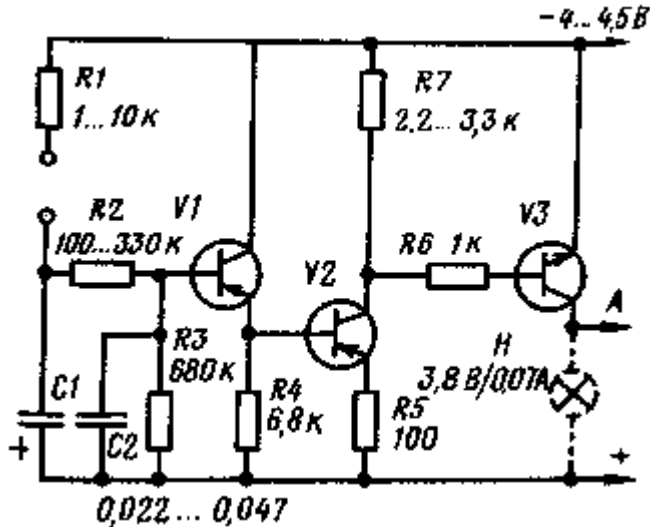 −4...4,5В
R1
1...10к
R7
2,2...3,3к
R2
100...330к
V1
V2
R6 1к
V3
A
R3
680к
C1
C2
R4
6,8к
R5
100
H
3,8В/0,07А
+
+
0,022...0,047